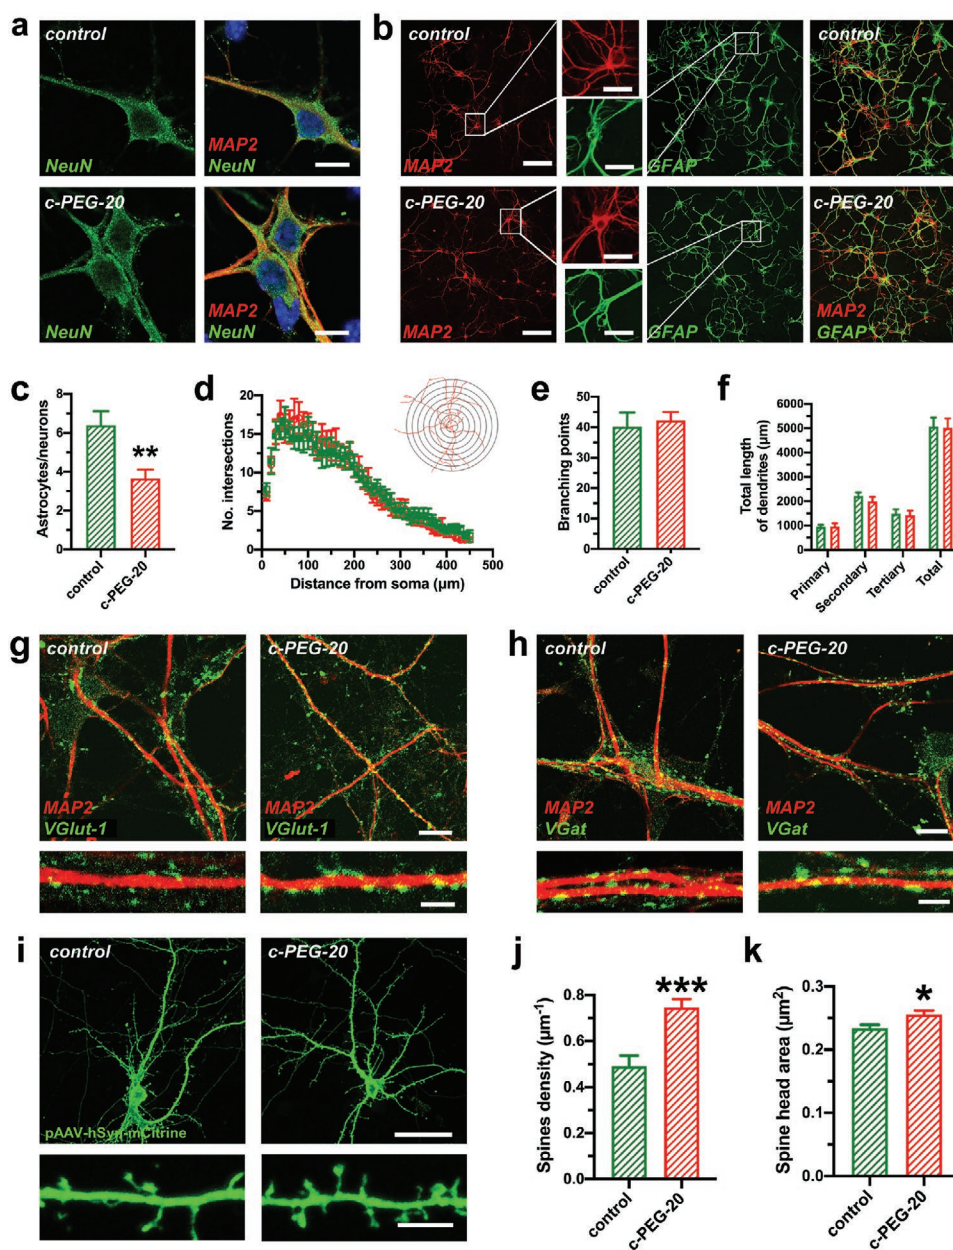 a
control
NeuN
MAP2
NeuN
c-PEG-20
NeuN
MAP2
NeuN
b
control
MAP2
GFAP
c-PEG-20
MAP2
GFAP
control
c-PEG-20
MAP2
GFAP
c
Astrocytes/neurons
8
6
4
2
0
**
control
c-PEG-20
d
No. intersections
20
15
10
5
0
0 100 200 300 400 500
Distance from soma (µm)
e
Branching points
50
40
30
20
10
0
control
c-PEG-20
f
Total length
of dendrites (µm)
6000
5000
4000
3000
2000
1000
0
Primary
Secondary
Tertiary
Total
g
control
MAP2
VGlut-1
c-PEG-20
MAP2
VGlut-1
h
control
MAP2
VGat
c-PEG-20
MAP2
VGat
i
control
pAAV-hSyn-mCitrine
c-PEG-20
j
Spines density (µm⁻¹)
0.8
0.6
0.4
0.2
0.0
***
control
c-PEG-20
k
Spine head area (µm²)
0.3
0.2
0.1
0.0
*
control
c-PEG-20